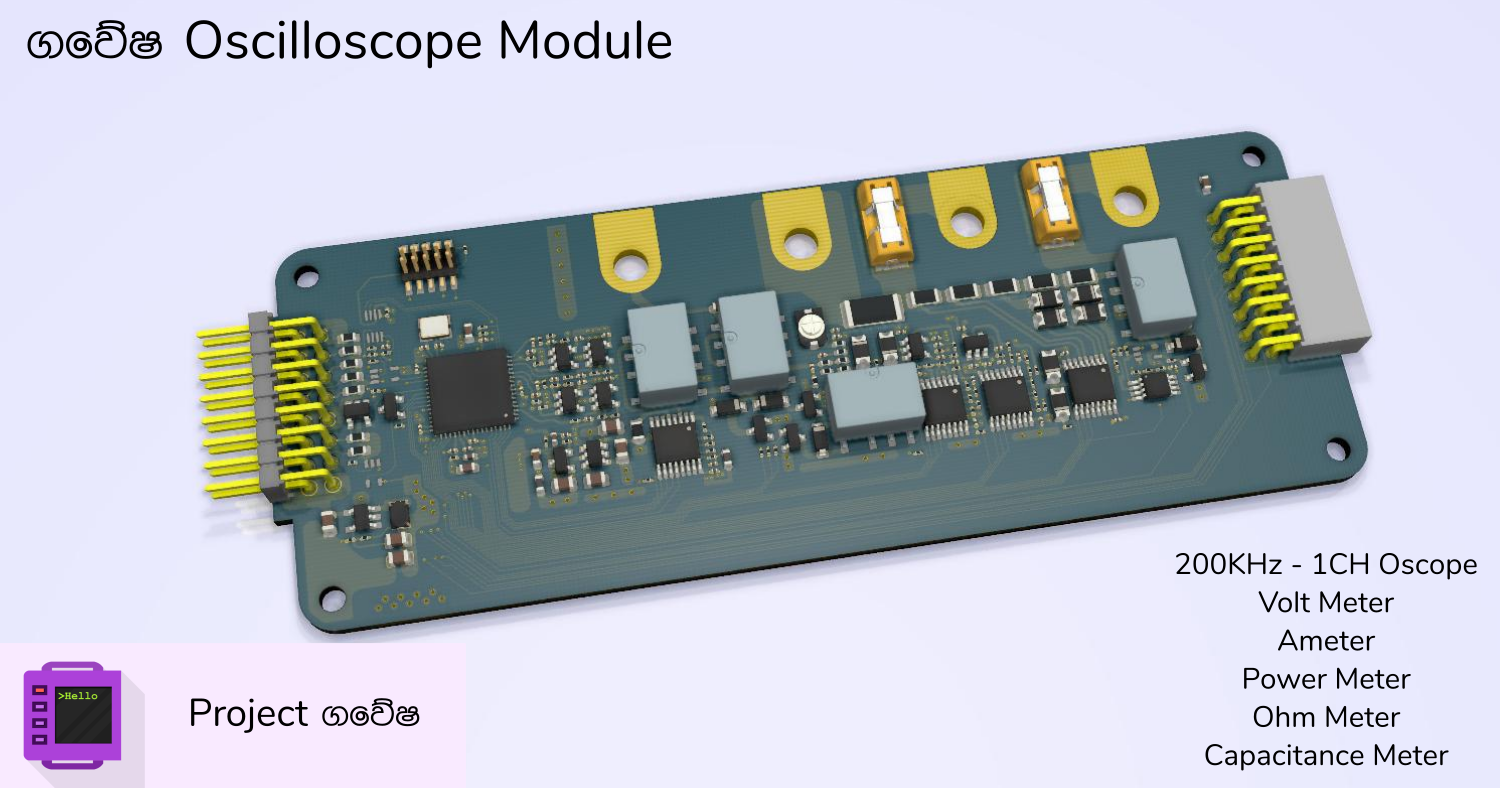 ගවේෂ Oscilloscope Module
200KHz - 1CH Oscope
Volt Meter
Ameter
Power Meter
Ohm Meter
Capacitance Meter
>Hello
Project ගවේෂ